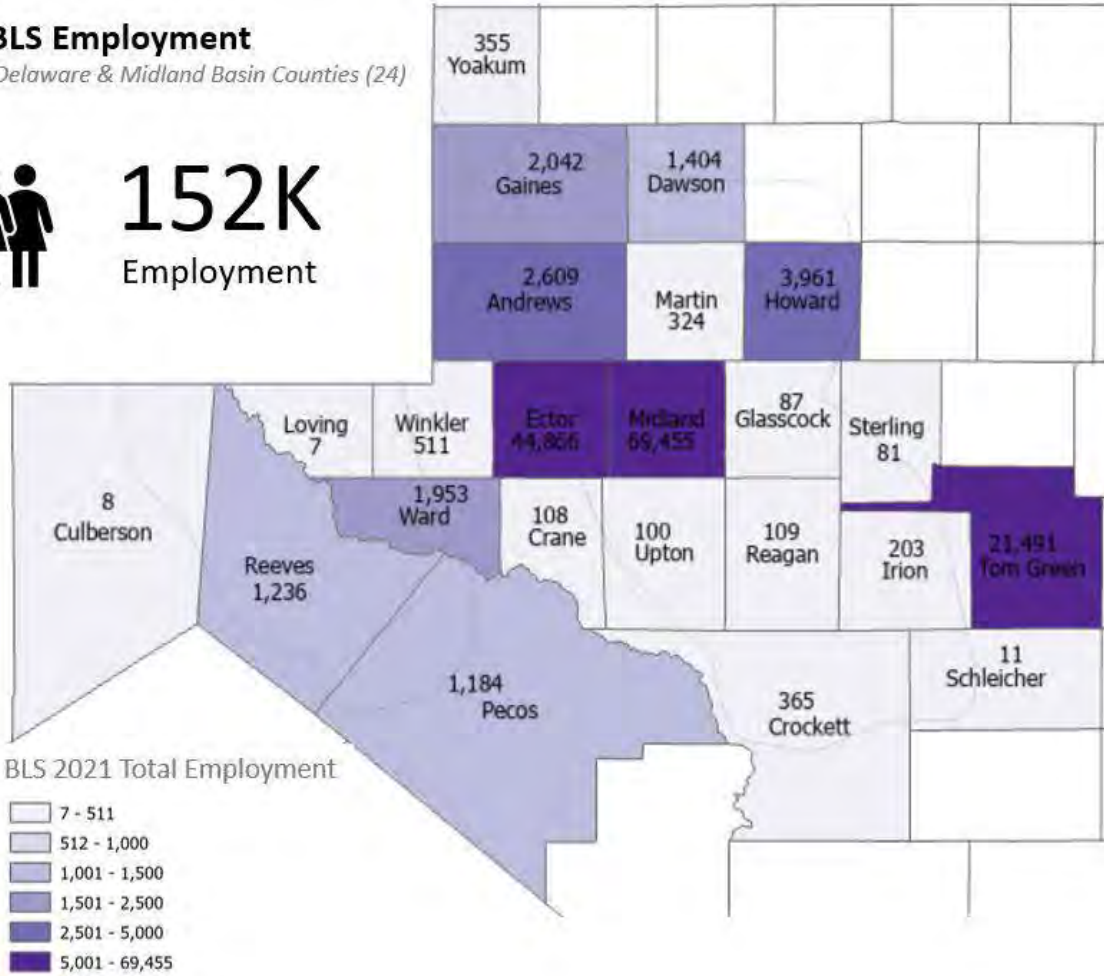 BLS Employment
Delaware & Midland Basin Counties (24)
152K
Employment
355
Yoakum
2,042
Gaines
1,404
Dawson
2,609
Andrews
Martin
324
3,961
Howard
Loving
7
Winkler
511
Ector
44,866
Midland
69,455
87
Glasscock
Sterling
81
8
Culberson
Reeves
1,236
1,953
Ward
108
Crane
100
Upton
109
Reagan
203
Irion
21,491
Tom Green
1,184
Pecos
365
Crockett
11
Schleicher
BLS 2021 Total Employment
7 - 511
512 - 1,000
1,001 - 1,500
1,501 - 2,500
2,501 - 5,000
5,001 - 69,455